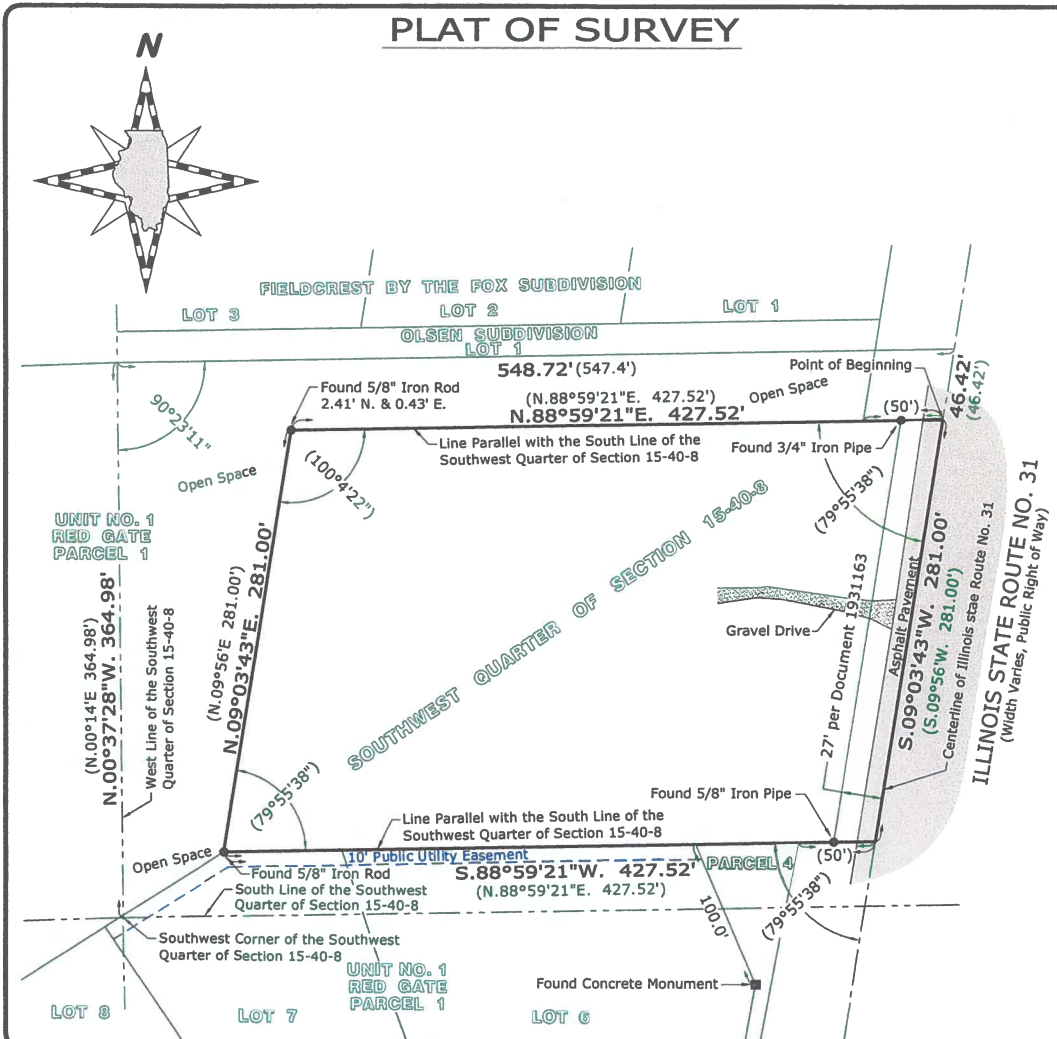 PLAT OF SURVEY
N
FIELDCREST BY THE FOX SUBDIVISION
LOT 3
LOT 2
LOT 1
OLSEN SUBDIVISION
LOT 1
548.72' (547.4')
Point of Beginning
46.42'
(46.42')
Found 5/8" Iron Rod
2.41' N. & 0.43' E.
(N.88°59'21"E. 427.52')
N.88°59'21"E. 427.52'
Open Space
(50')
90°23'11"
Line Parallel with the South Line of the
Southwest Quarter of Section 15-40-8
Found 3/4" Iron Pipe
Open Space
(100°4'22")
(79°55'38")
UNIT NO. 1
RED GATE
PARCEL 1
(N.00°14'E 364.98')
N.00°37'28"W. 364.98'
West Line of the Southwest
Quarter of Section 15-40-8
(N.09°56'E 281.00')
N.09°03'43"E. 281.00'
SOUTHWEST QUARTER OF SECTION 15-40-8
Gravel Drive
27' per Document 1931163
Asphalt Pavement
S.09°03'43"W. 281.00'
(S.09°56'W. 281.00')
Centerline of Illinois stae Route No. 31
ILLINOIS STATE ROUTE NO. 31
(Width Varies, Public Right of Way)
(79°55'38")
Found 5/8" Iron Pipe
Line Parallel with the South Line of the
Southwest Quarter of Section 15-40-8
Open Space
10' Public Utility Easement
PARCEL 4
(50')
Found 5/8" Iron Rod
S.88°59'21"W. 427.52'
(N.88°59'21"E. 427.52')
South Line of the Southwest
Quarter of Section 15-40-8
100.0'
(79°55'38")
Southwest Corner of the Southwest
Quarter of Section 15-40-8
UNIT NO. 1
RED GATE
PARCEL 1
Found Concrete Monument
LOT 8
LOT 7
LOT 6